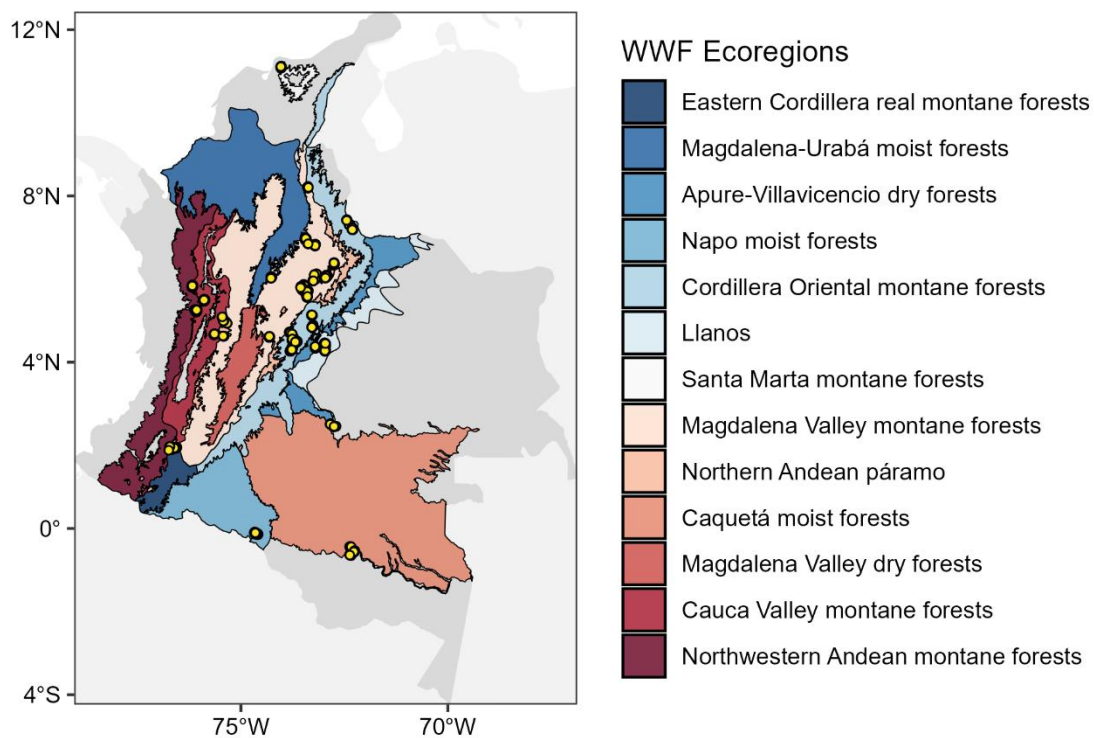 12°N
8°N
4°N
0°
4°S
75°W
70°W
WWF Ecoregions
Eastern Cordillera real montane forests
Magdalena-Urabá moist forests
Apure-Villavicencio dry forests
Napo moist forests
Cordillera Oriental montane forests
Llanos
Santa Marta montane forests
Magdalena Valley montane forests
Northern Andean páramo
Caquetá moist forests
Magdalena Valley dry forests
Cauca Valley montane forests
Northwestern Andean montane forests